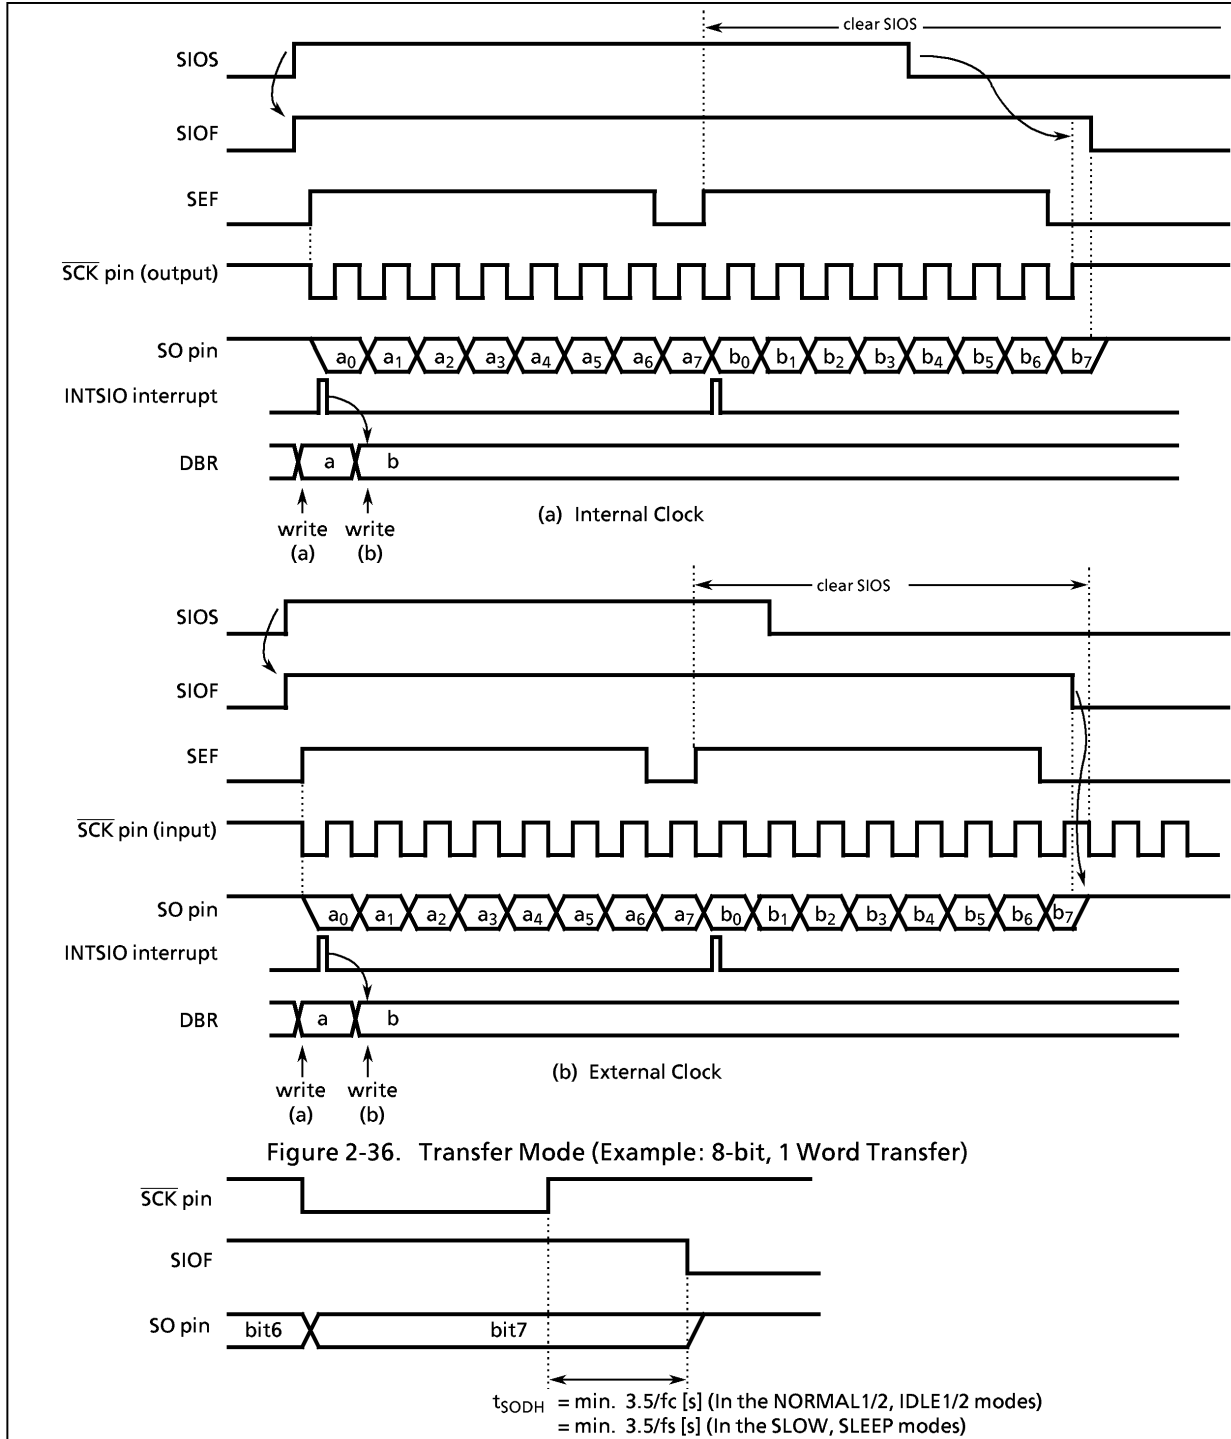 clear SIOS
SIOS
SIOF
SEF
SCK pin (output)
SO pin a0 a1 a2 a3 a4 a5 a6 a7 b0 b1 b2 b3 b4 b5 b6 b7
INTSIO interrupt
DBR a b
write (a) write (b)
(a) Internal Clock
clear SIOS
SIOS
SIOF
SEF
SCK pin (input)
SO pin a0 a1 a2 a3 a4 a5 a6 a7 b0 b1 b2 b3 b4 b5 b6 b7
INTSIO interrupt
DBR a b
write (a) write (b)
(b) External Clock
Figure 2-36. Transfer Mode (Example: 8-bit, 1 Word Transfer)
SCK pin
SIOF
SO pin bit6 bit7
tSODH = min. 3.5/fc [s] (In the NORMAL1/2, IDLE1/2 modes)
= min. 3.5/fs [s] (In the SLOW, SLEEP modes)